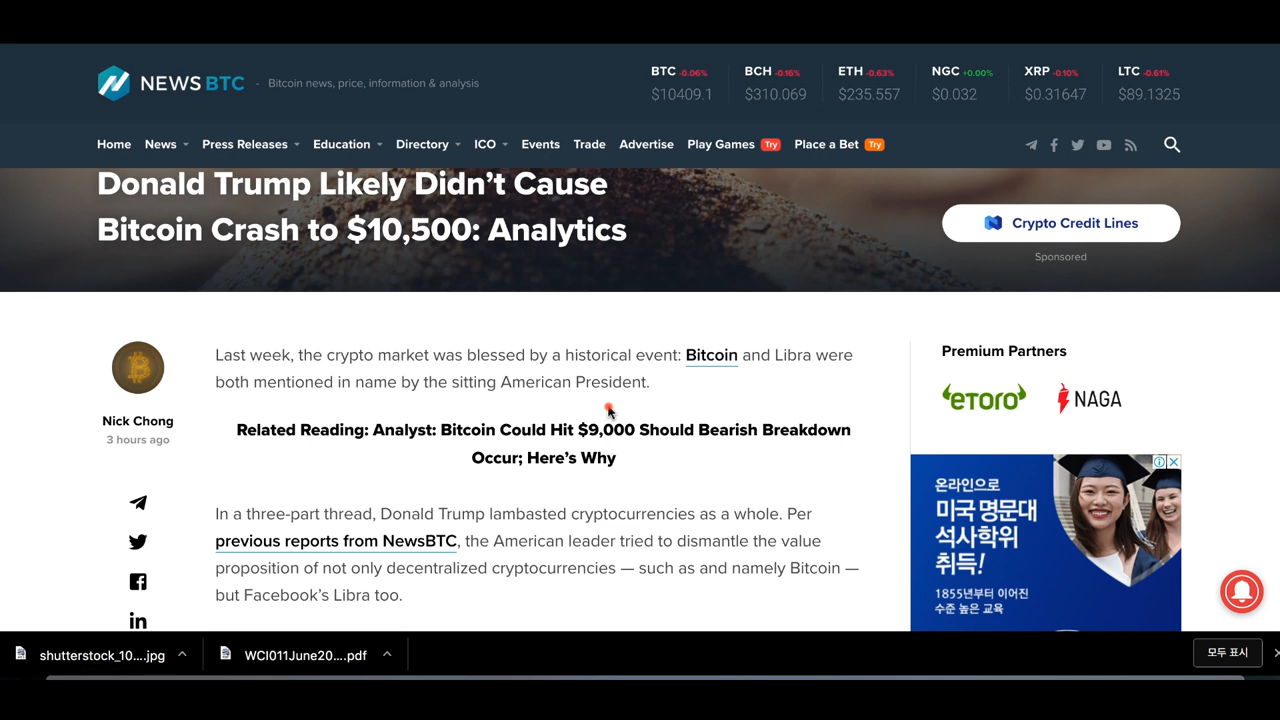 NEWS BTC - Bitcoin news, price, information & analysis
BTC -0.06% BCH -0.16% ETH -0.63% NGC +0.00% XRP -0.10% LTC -0.61%
$10409.1 $310.069 $235.557 $0.032 $0.31647 $89.1325
Home News Press Releases Education Directory ICO Events Trade Advertise Play Games Try Place a Bet Try
Donald Trump Likely Didn't Cause
Bitcoin Crash to $10,500: Analytics
Crypto Credit Lines
Sponsored
Nick Chong
3 hours ago
Last week, the crypto market was blessed by a historical event: Bitcoin and Libra were
both mentioned in name by the sitting American President.
Related Reading: Analyst: Bitcoin Could Hit $9,000 Should Bearish Breakdown
Occur; Here's Why
In a three-part thread, Donald Trump lambasted cryptocurrencies as a whole. Per
previous reports from NewsBTC, the American leader tried to dismantle the value
proposition of not only decentralized cryptocurrencies — such as and namely Bitcoin —
but Facebook's Libra too.
Premium Partners
eTORO NAGA
온라인으로
미국 명문대
석사학위
취득!
1855년부터 이어진
수준 높은 교육
shutterstock_10....jpg WCI011June20....pdf 모두 표시